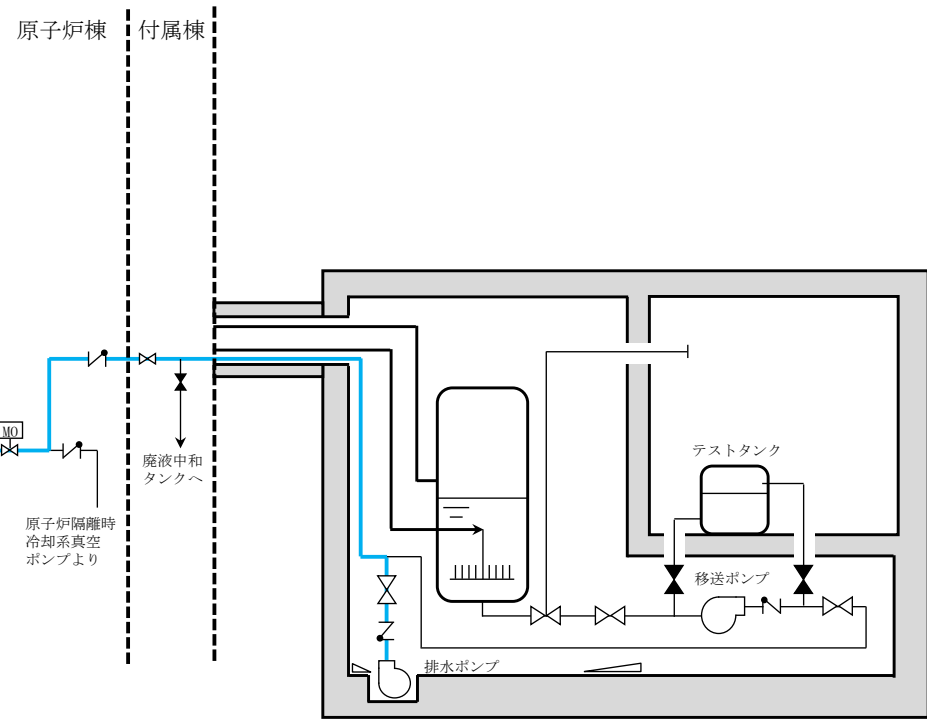 原子炉棟
付属棟
MO
廃液中和
タンクへ
原子炉隔離時
冷却系真空
ポンプより
テストタンク
移送ポンプ
排水ポンプ